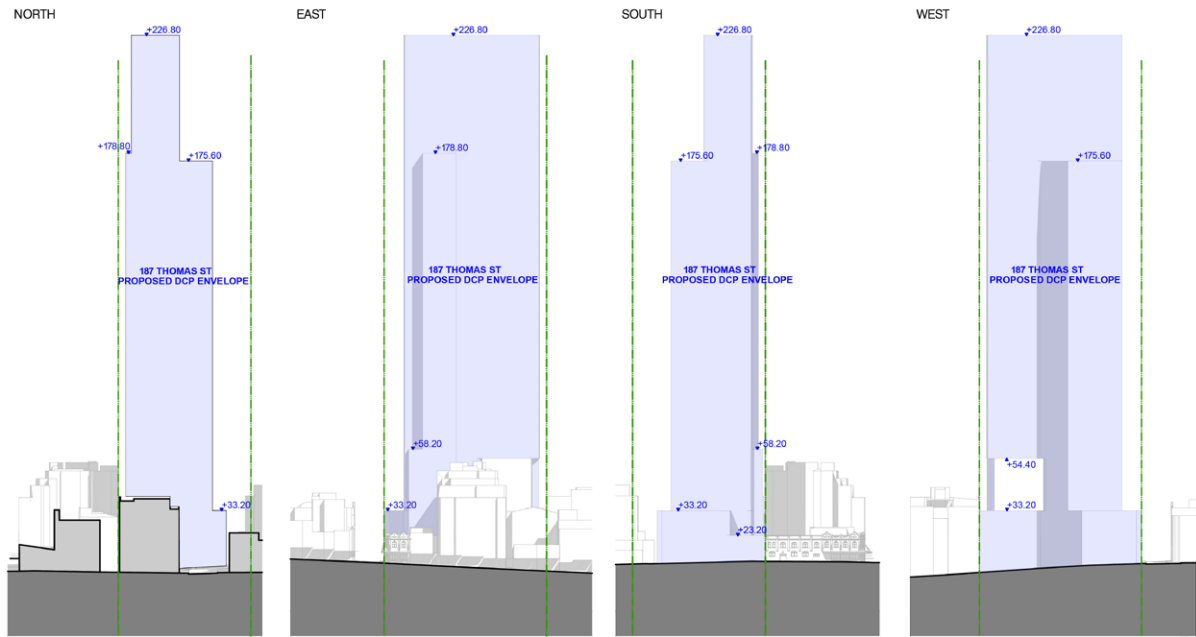 NORTH
+226.80
+178.80
+175.60
187 THOMAS ST
PROPOSED DCP ENVELOPE
+33.20
EAST
+226.80
+178.80
187 THOMAS ST
PROPOSED DCP ENVELOPE
+58.20
+33.20
SOUTH
+226.80
+178.80
+175.60
187 THOMAS ST
PROPOSED DCP ENVELOPE
+58.20
+33.20
+23.20
WEST
+226.80
+175.60
187 THOMAS ST
PROPOSED DCP ENVELOPE
+54.40
+33.20